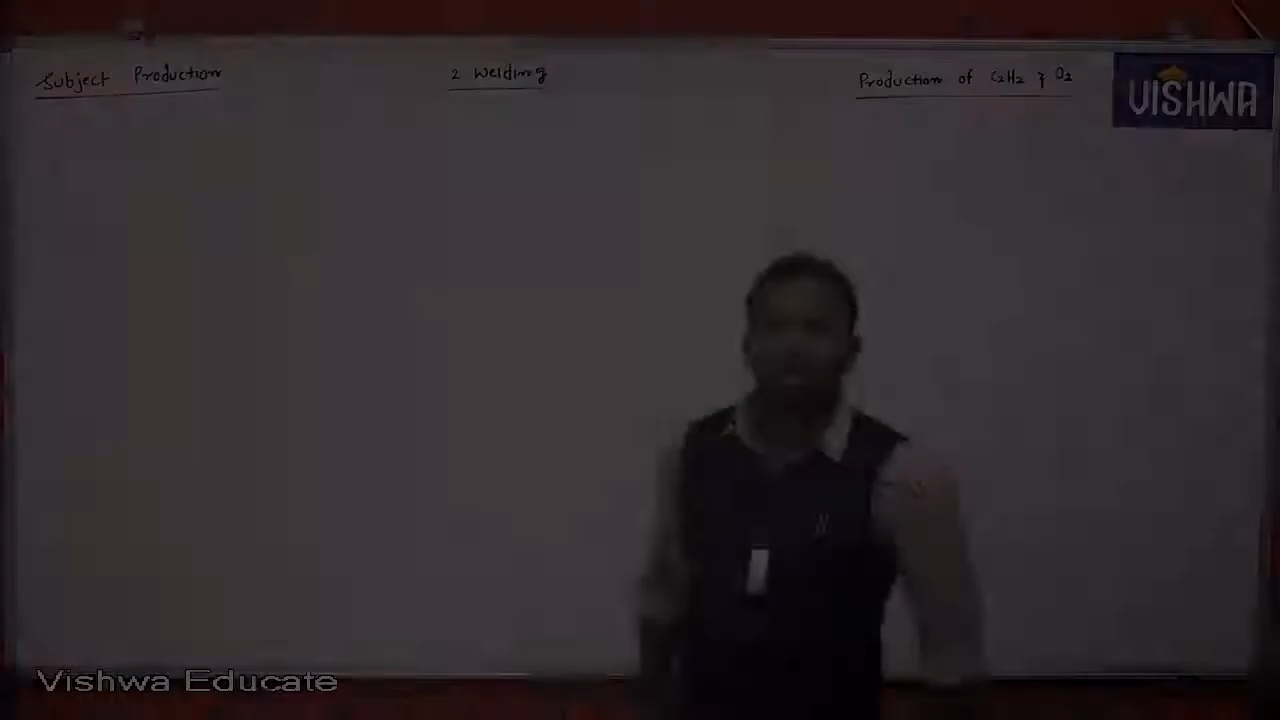 Subject Production
2 Welding
Production of C₂H₂ & O₂
VISHWA
Vishwa Educate